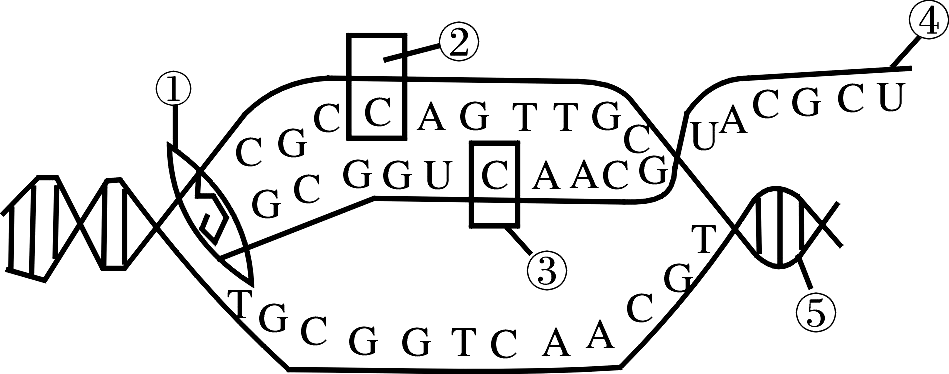 ④
②
①
C G C C A G T T G C
U A C G C U
G C G G U C A A C G
③
T G C G G T C A A C G T
⑤